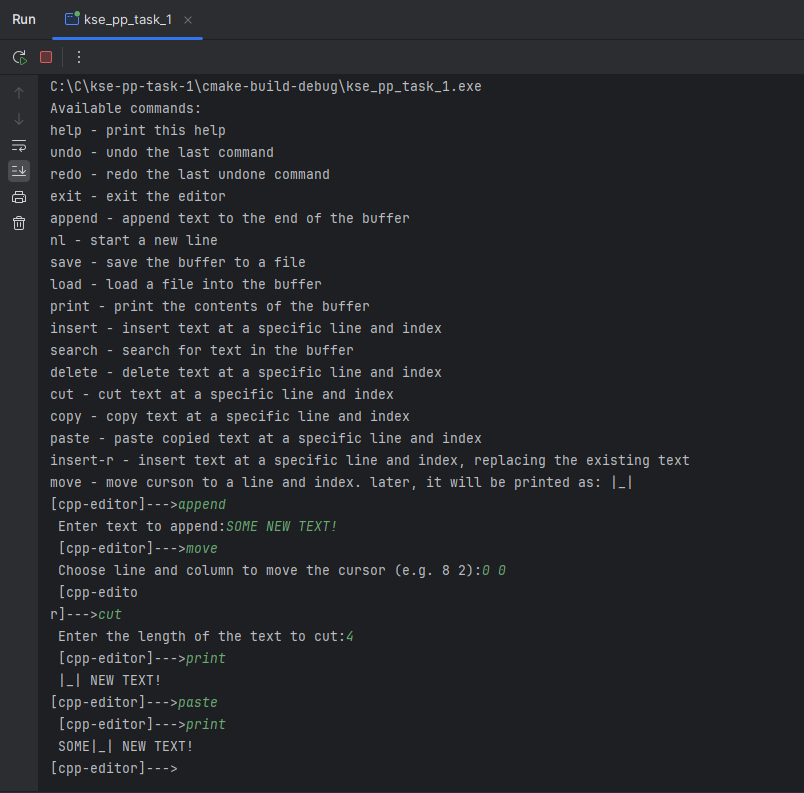 Run
kse_pp_task_1
C:\C\kse-pp-task-1\cmake-build-debug\kse_pp_task_1.exe
Available commands:
help - print this help
undo - undo the last command
redo - redo the last undone command
exit - exit the editor
append - append text to the end of the buffer
nl - start a new line
save - save the buffer to a file
load - load a file into the buffer
print - print the contents of the buffer
insert - insert text at a specific line and index
search - search for text in the buffer
delete - delete text at a specific line and index
cut - cut text at a specific line and index
copy - copy text at a specific line and index
paste - paste copied text at a specific line and index
insert-r - insert text at a specific line and index, replacing the existing text
move - move curson to a line and index. later, it will be printed as: |_|
[cpp-editor]--->append
 Enter text to append:SOME NEW TEXT!
 [cpp-editor]--->move
 Choose line and column to move the cursor (e.g. 8 2):0 0
 [cpp-edito
r]--->cut
 Enter the length of the text to cut:4
 [cpp-editor]--->print
 |_| NEW TEXT!
[cpp-editor]--->paste
 [cpp-editor]--->print
 SOME|_| NEW TEXT!
[cpp-editor]--->